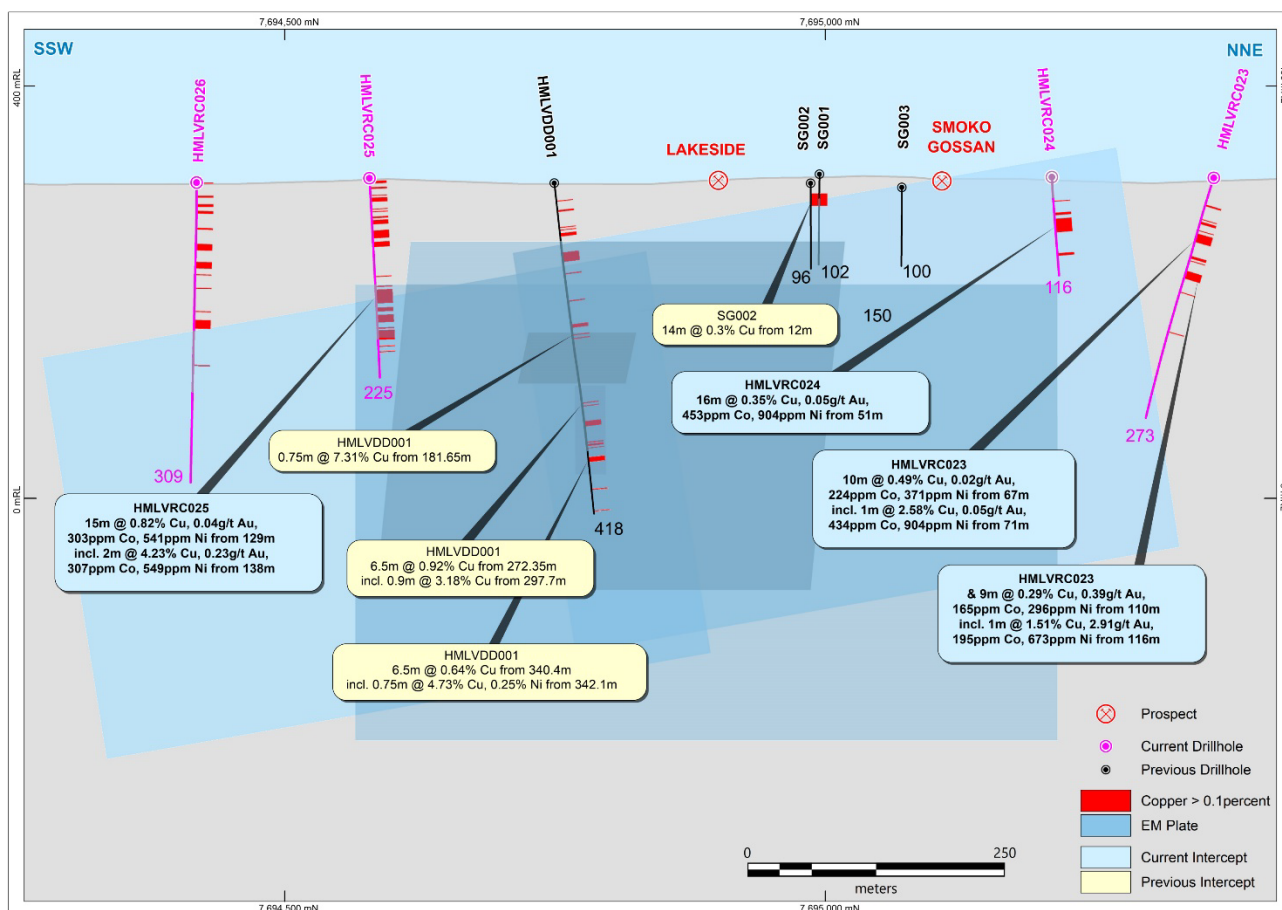 7,694,500 mN
7,695,000 mN
SSW
NNE
400 mRL
HMLVRC026
HMLVRC025
HMLVDD001
LAKESIDE
SG002
SG001
SG003
SMOKO
GOSSAN
HMLVRC024
HMLVRC023
96
102
100
116
150
225
273
309
418
0 mRL
SG002
14m @ 0.3% Cu from 12m
HMLVRC024
16m @ 0.35% Cu, 0.05g/t Au,
453ppm Co, 904ppm Ni from 51m
HMLVDD001
0.75m @ 7.31% Cu from 181.65m
HMLVRC023
10m @ 0.49% Cu, 0.02g/t Au,
224ppm Co, 371ppm Ni from 67m
incl. 1m @ 2.58% Cu, 0.05g/t Au,
434ppm Co, 904ppm Ni from 71m
HMLVRC025
15m @ 0.82% Cu, 0.04g/t Au,
303ppm Co, 541ppm Ni from 129m
incl. 2m @ 4.23% Cu, 0.23g/t Au,
307ppm Co, 549ppm Ni from 138m
HMLVDD001
6.5m @ 0.92% Cu from 272.35m
incl. 0.9m @ 3.18% Cu from 297.7m
HMLVRC023
& 9m @ 0.29% Cu, 0.39g/t Au,
165ppm Co, 296ppm Ni from 110m
incl. 1m @ 1.51% Cu, 2.91g/t Au,
195ppm Co, 673ppm Ni from 116m
HMLVDD001
6.5m @ 0.64% Cu from 340.4m
incl. 0.75m @ 4.73% Cu, 0.25% Ni from 342.1m
Prospect
Current Drillhole
Previous Drillhole
Copper > 0.1percent
EM Plate
Current Intercept
Previous Intercept
0
250
meters
7,694,500 mN
7,695,000 mN